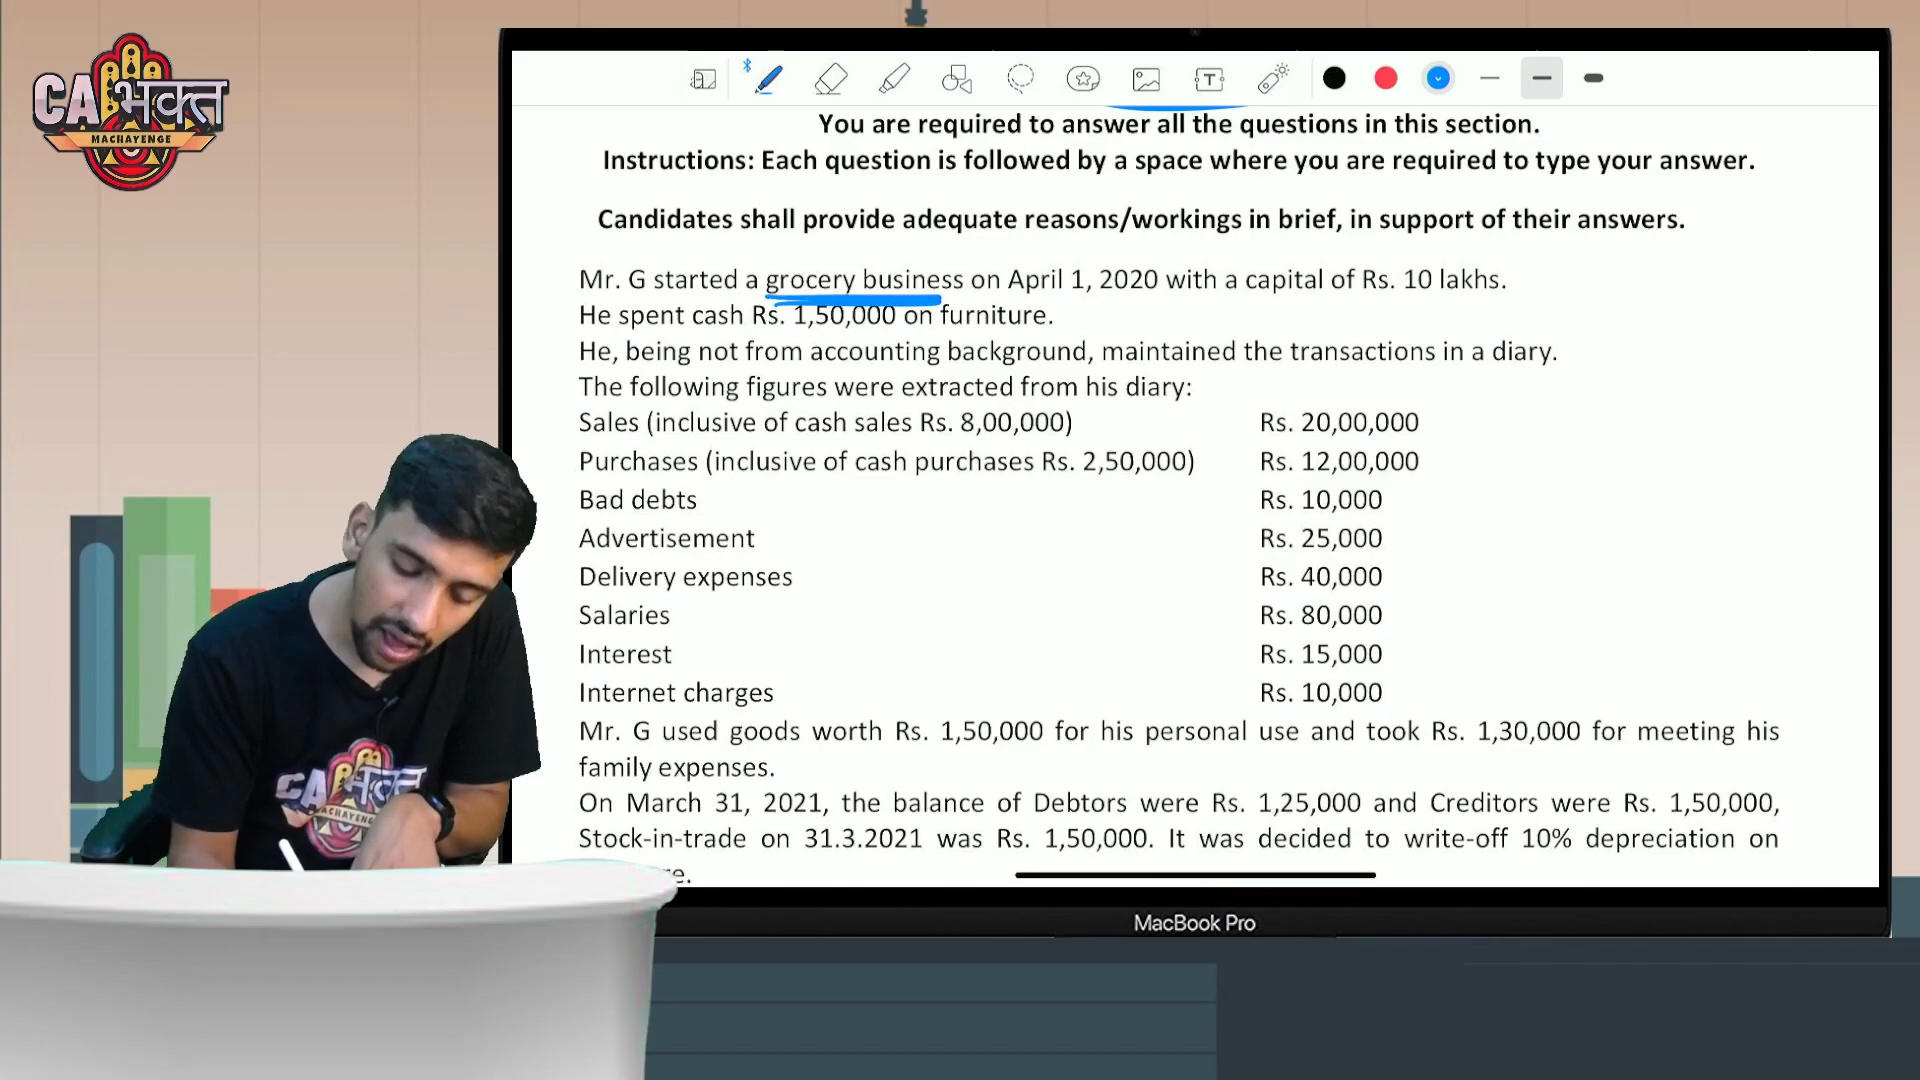 CA भक्त
MACHAYENGE
You are required to answer all the questions in this section.
Instructions: Each question is followed by a space where you are required to type your answer.
Candidates shall provide adequate reasons/workings in brief, in support of their answers.
Mr. G started a grocery business on April 1, 2020 with a capital of Rs. 10 lakhs.
He spent cash Rs. 1,50,000 on furniture.
He, being not from accounting background, maintained the transactions in a diary.
The following figures were extracted from his diary:
Sales (inclusive of cash sales Rs. 8,00,000) Rs. 20,00,000
Purchases (inclusive of cash purchases Rs. 2,50,000) Rs. 12,00,000
Bad debts Rs. 10,000
Advertisement Rs. 25,000
Delivery expenses Rs. 40,000
Salaries Rs. 80,000
Interest Rs. 15,000
Internet charges Rs. 10,000
Mr. G used goods worth Rs. 1,50,000 for his personal use and took Rs. 1,30,000 for meeting his
family expenses.
On March 31, 2021, the balance of Debtors were Rs. 1,25,000 and Creditors were Rs. 1,50,000,
Stock-in-trade on 31.3.2021 was Rs. 1,50,000. It was decided to write-off 10% depreciation on
CA भक्त
MACHAYENGE
MacBook Pro